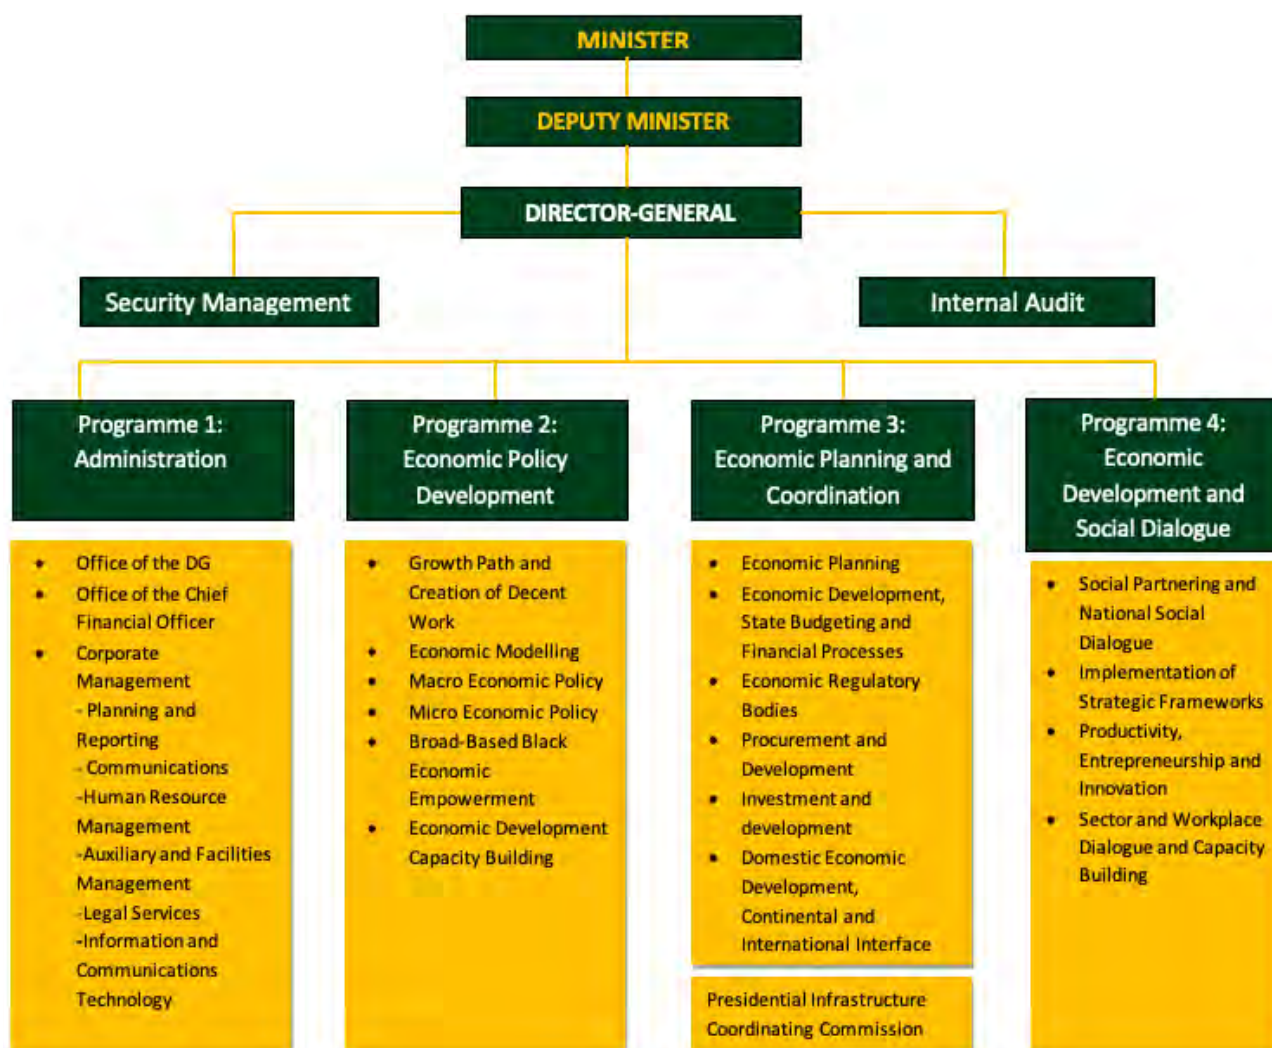 MINISTER
DEPUTY MINISTER
DIRECTOR-GENERAL
Security Management
Internal Audit
Programme 1:
Administration
• Office of the DG
• Office of the Chief
Financial Officer
• Corporate
Management
- Planning and
Reporting
- Communications
-Human Resource
Management
-Auxiliary and Facilities
Management
-Legal Services
-Information and
Communications
Technology
Programme 2:
Economic Policy
Development
• Growth Path and
Creation of Decent
Work
• Economic Modelling
• Macro Economic Policy
• Micro Economic Policy
• Broad-Based Black
Economic
Empowerment
• Economic Development
Capacity Building
Programme 3:
Economic Planning and
Coordination
• Economic Planning
• Economic Development,
State Budgeting and
Financial Processes
• Economic Regulatory
Bodies
• Procurement and
Development
• Investment and
development
• Domestic Economic
Development,
Continental and
International Interface
Presidential Infrastructure
Coordinating Commission
Programme 4:
Economic
Development and
Social Dialogue
• Social Partnering and
National Social
Dialogue
• Implementation of
Strategic Frameworks
• Productivity,
Entrepreneurship and
Innovation
• Sector and Workplace
Dialogue and Capacity
Building